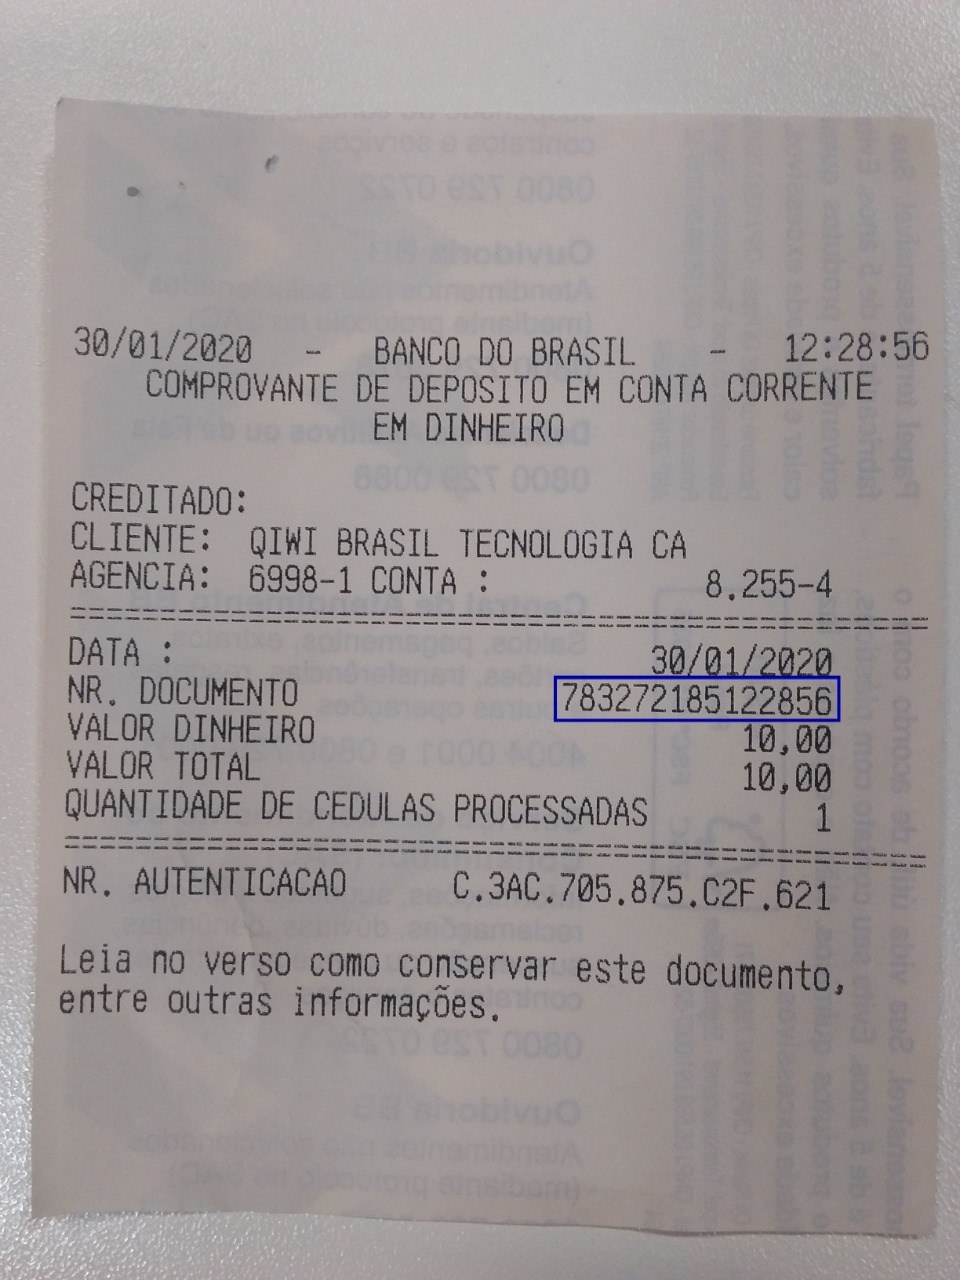 30/01/2020 - BANCO DO BRASIL - 12:28:56
COMPROVANTE DE DEPOSITO EM CONTA CORRENTE
EM DINHEIRO
CREDITADO:
CLIENTE: QIWI BRASIL TECNOLOGIA CA
AGENCIA: 6998-1 CONTA : 8.255-4
DATA : 30/01/2020
NR. DOCUMENTO 783272185122856
VALOR DINHEIRO 10,00
VALOR TOTAL 10,00
QUANTIDADE DE CEDULAS PROCESSADAS 1
NR. AUTENTICACAO C.3AC.705.875.C2F.621
Leia no verso como conservar este documento,
entre outras informações.